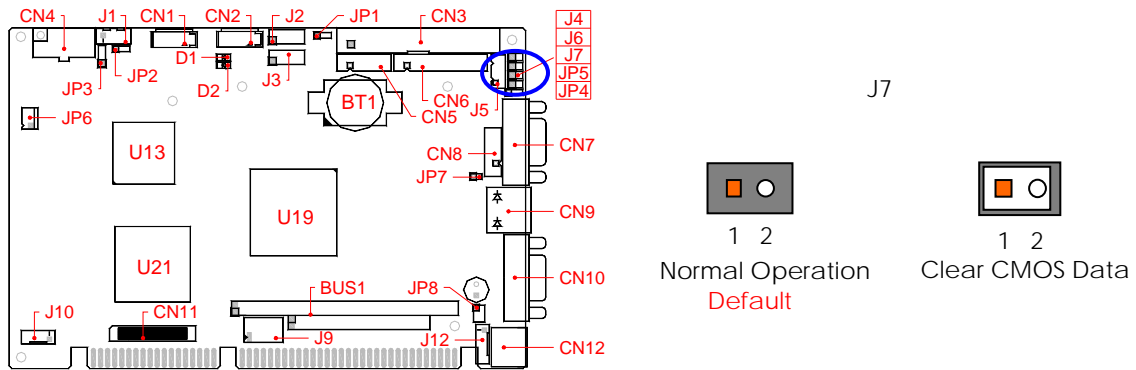 CN4 J1 CN1 CN2 J2 JP1 CN3 J4
J6
D1 J7
JP3 JP2 D2 J3 JP5
JP4
BT1 CN6 J5
CN5
JP6
U13 CN8 CN7
JP7
U19 CN9
U21
CN10
BUS1 JP8
J10 CN11 J9 J12
CN12
J7
1 2
1 2
Normal Operation
Default
Clear CMOS Data